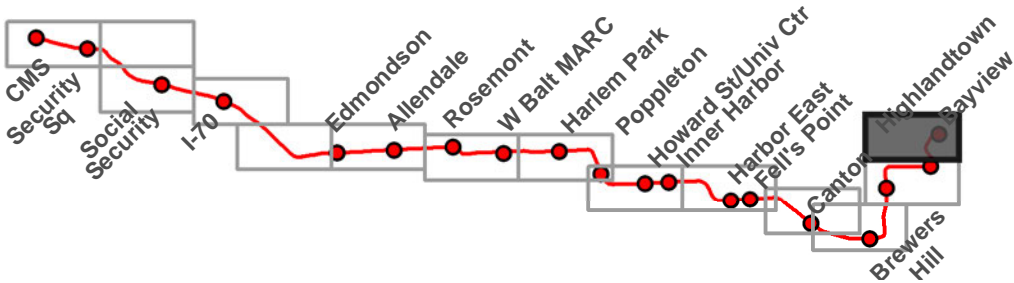 CMS
Security
Sq
Social
Security
I-70
Edmondson
Allendale
Rosemont
W Balt MARC
Harlem Park
Poppleton
Howard St/Univ Ctr
Inner Harbor
Harbor East
Fell's Point
Canton
Brewers
Hill
Highlandtown
Bayview